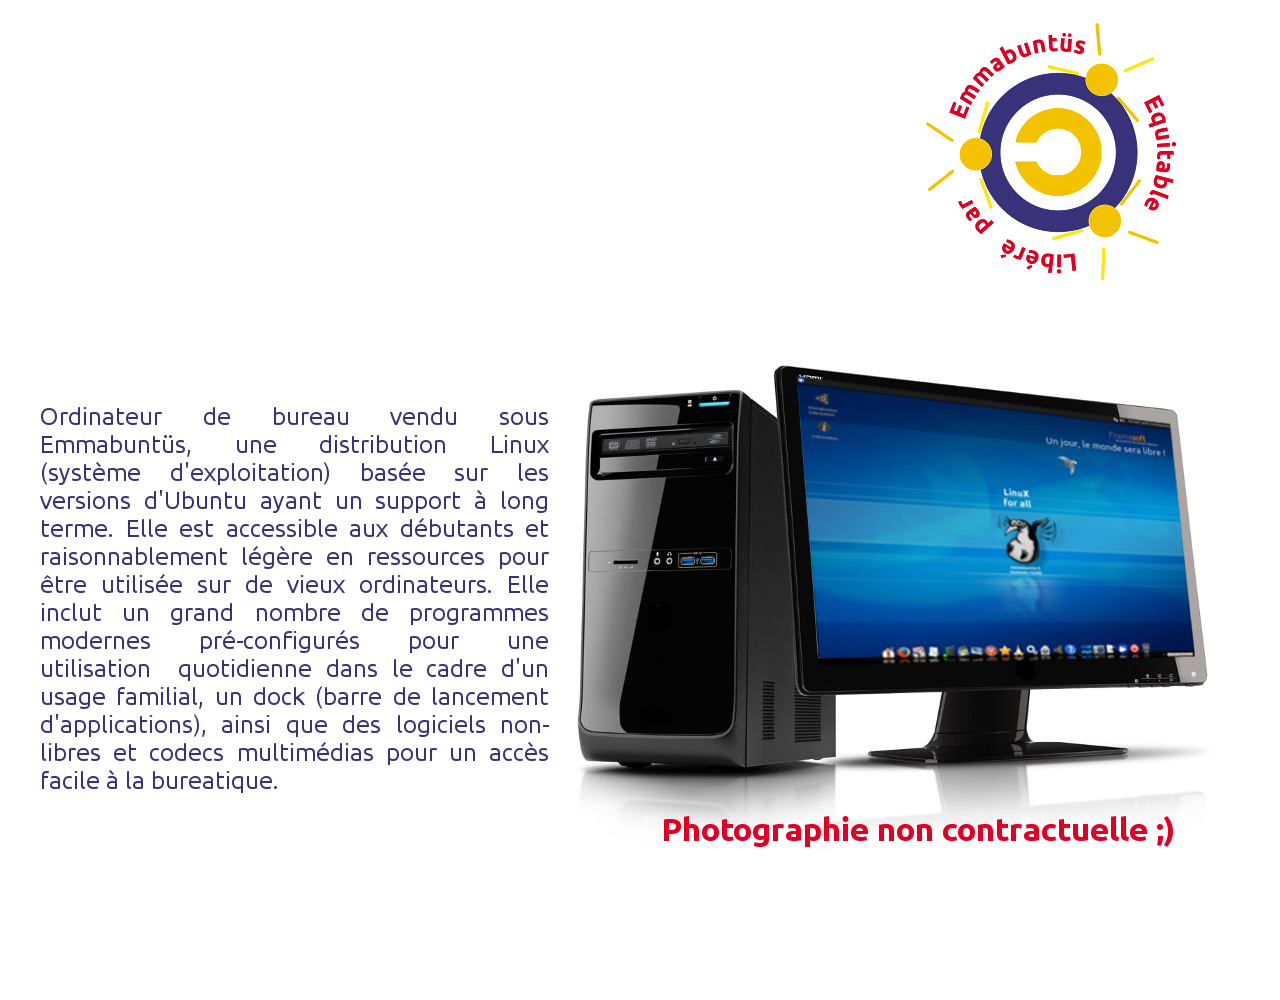 Emmabuntüs
Equitable
Libéré par
Ordinateur de bureau vendu sous
Emmabuntüs, une distribution Linux
(système d'exploitation) basée sur les
versions d'Ubuntu ayant un support à long
terme. Elle est accessible aux débutants et
raisonnablement légère en ressources pour
être utilisée sur de vieux ordinateurs. Elle
inclut un grand nombre de programmes
modernes pré-configurés pour une
utilisation quotidienne dans le cadre d'un
usage familial, un dock (barre de lancement
d'applications), ainsi que des logiciels non-
libres et codecs multimédias pour un accès
facile à la bureatique.
Framasoft
Un jour, le monde sera libre !
LinuX
for all
Photographie non contractuelle ;)